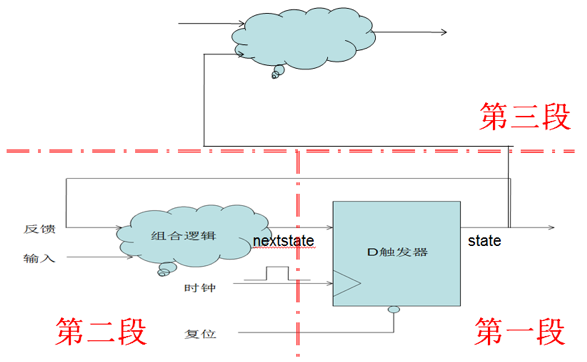 第三段
反馈
组合逻辑
nextstate
D触发器
state
输入
时钟
第二段
复位
第一段